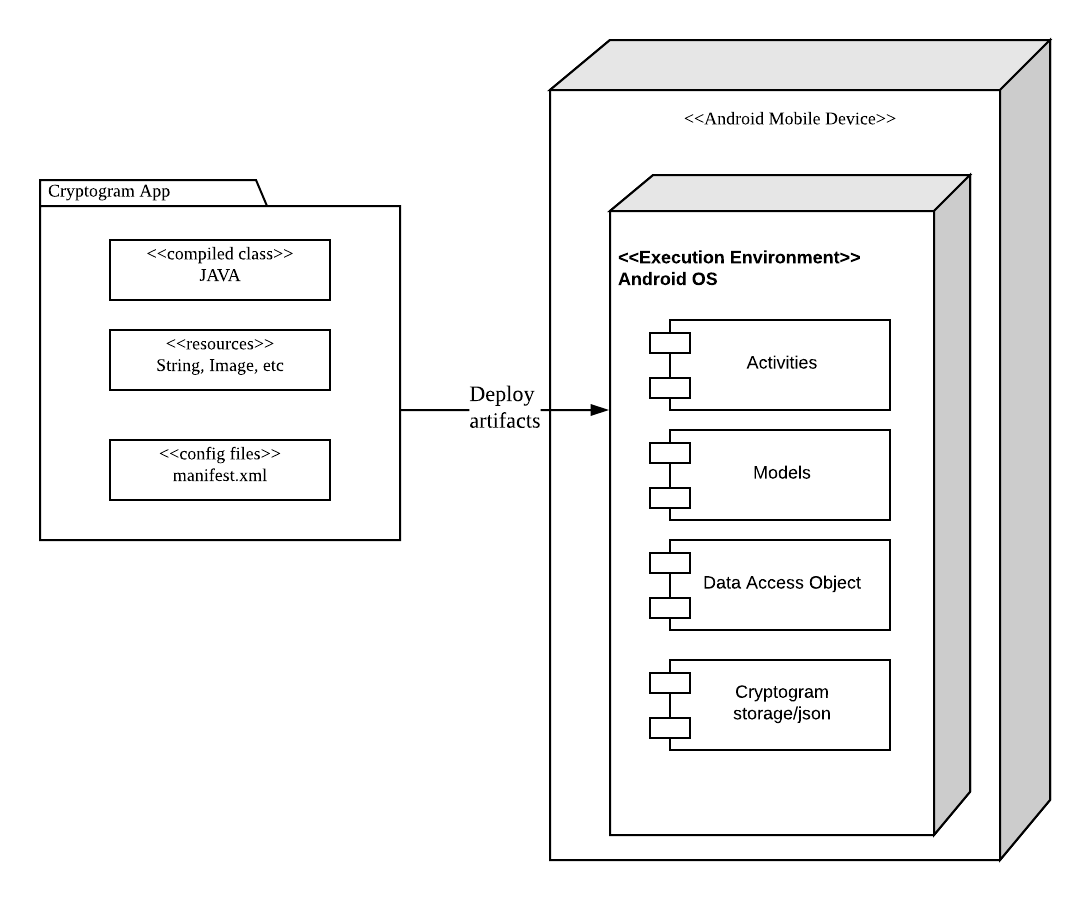 Cryptogram App
<<compiled class>>
JAVA
<<resources>>
String, Image, etc
<<config files>>
manifest.xml
Deploy
artifacts
<<Android Mobile Device>>
<<Execution Environment>>
Android OS
Activities
Models
Data Access Object
Cryptogram
storage/json